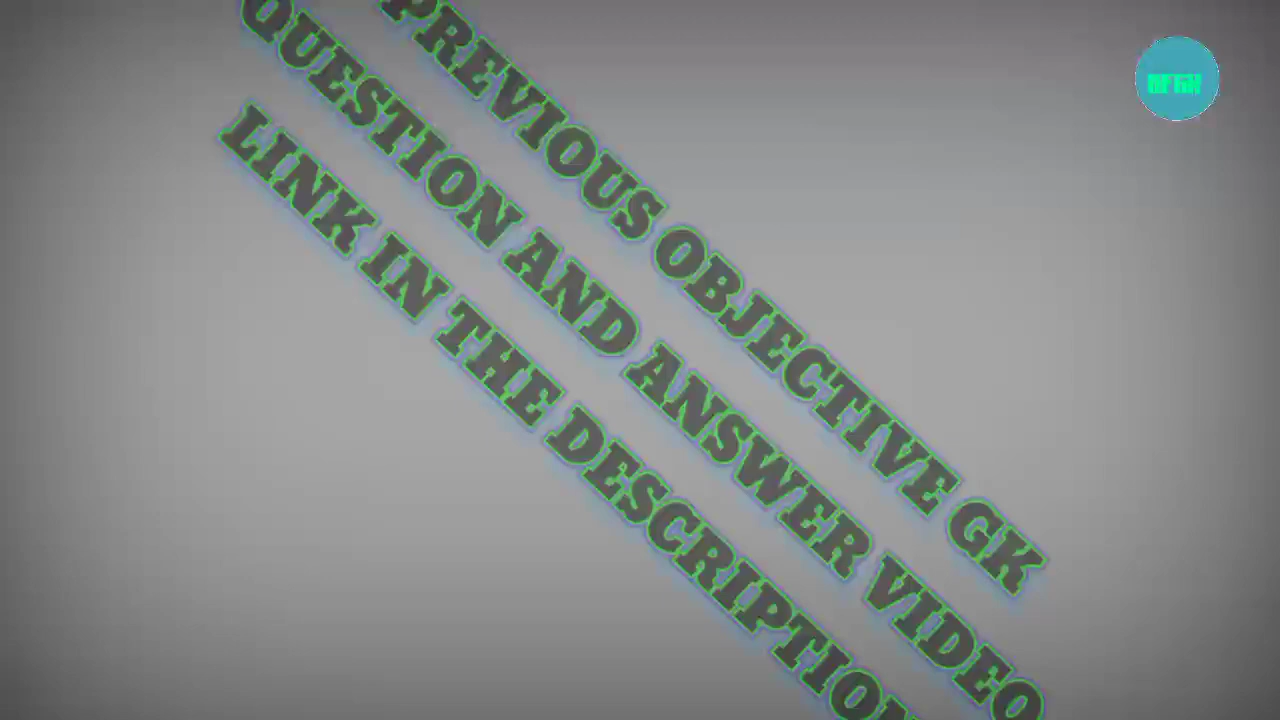 PREVIOUS OBJECTIVE GK
QUESTION AND ANSWER VIDEO
LINK IN THE DESCRIPTION